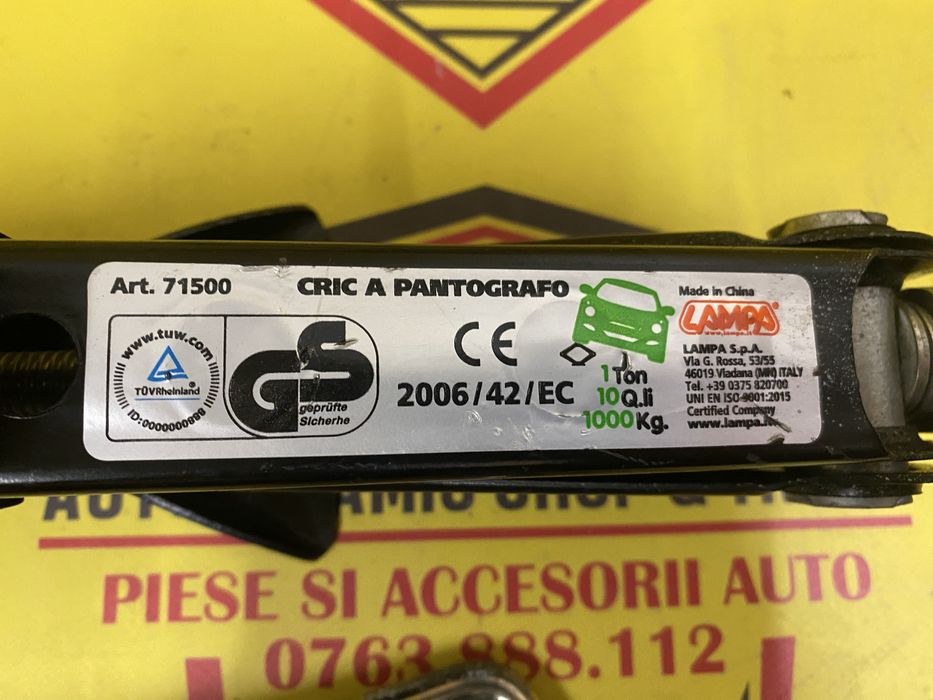 Art. 71500
CRIC A PANTOGRAFO
www.tuw.com
TÜVRheinland
ID:0000000998
GS
geprüfte
Sicherhe
CE
2006/42/EC
1 Ton
10 Q.li
1000 Kg.
Made in China
LAMPA
LAMPA S.p.A.
Via G. Rossa, 53/55
46019 Viadana (MN) ITALY
Tel. +39 0375 820700
UNI EN ISO 9001:2015
Certified Company
www.lampa.it
PIESE SI ACCESORII AUTO
0763.888.112